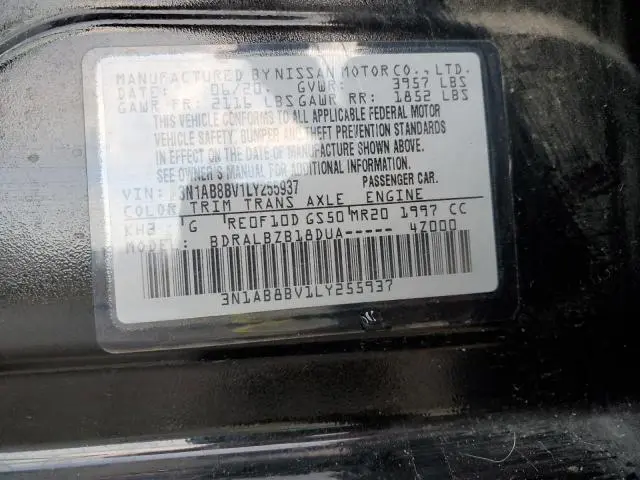 MANUFACTURED BY NISSAN MOTOR CO., LTD.
DATE: 06/20 GVWR: 3957 LBS
GAWR FR: 2116 LBS GAWR RR: 1852 LBS
THIS VEHICLE CONFORMS TO ALL APPLICABLE FEDERAL MOTOR
VEHICLE SAFETY, BUMPER AND THEFT PREVENTION STANDARDS
IN EFFECT ON THE DATE OF MANUFACTURE SHOWN ABOVE.
SEE OWNER'S MANUAL FOR ADDITIONAL INFORMATION.
VIN: 3N1AB8BV1LY255937 PASSENGER CAR.
COLOR TRIM TRANS AXLE ENGINE
KH3 G RE0F10D GS50 MR20 1997 CC
MODEL: BDRALBZB18DUA----- 4Z000
3N1AB8BV1LY255937